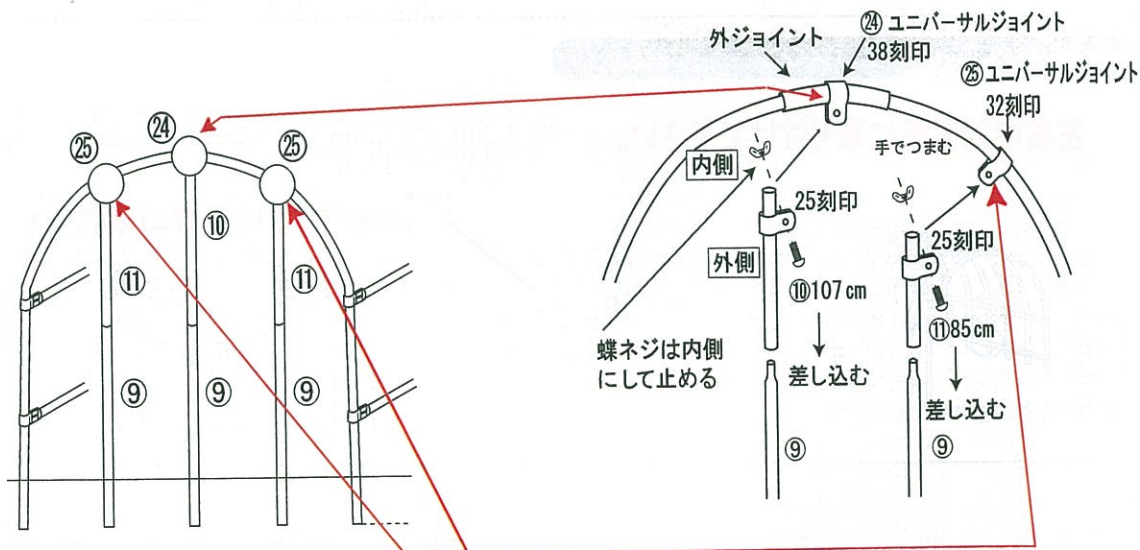 ㉔
㉕
㉕
⑩
⑪
⑪
⑨
⑨
⑨
外ジョイント
㉔ ユニバーサルジョイント
38刻印
㉕ユニバーサルジョイント
32刻印
手でつまむ
内側
25刻印
25刻印
外側
⑩107㎝
⑪85㎝
蝶ネジは内側
にして止める
差し込む
差し込む
⑨
⑨